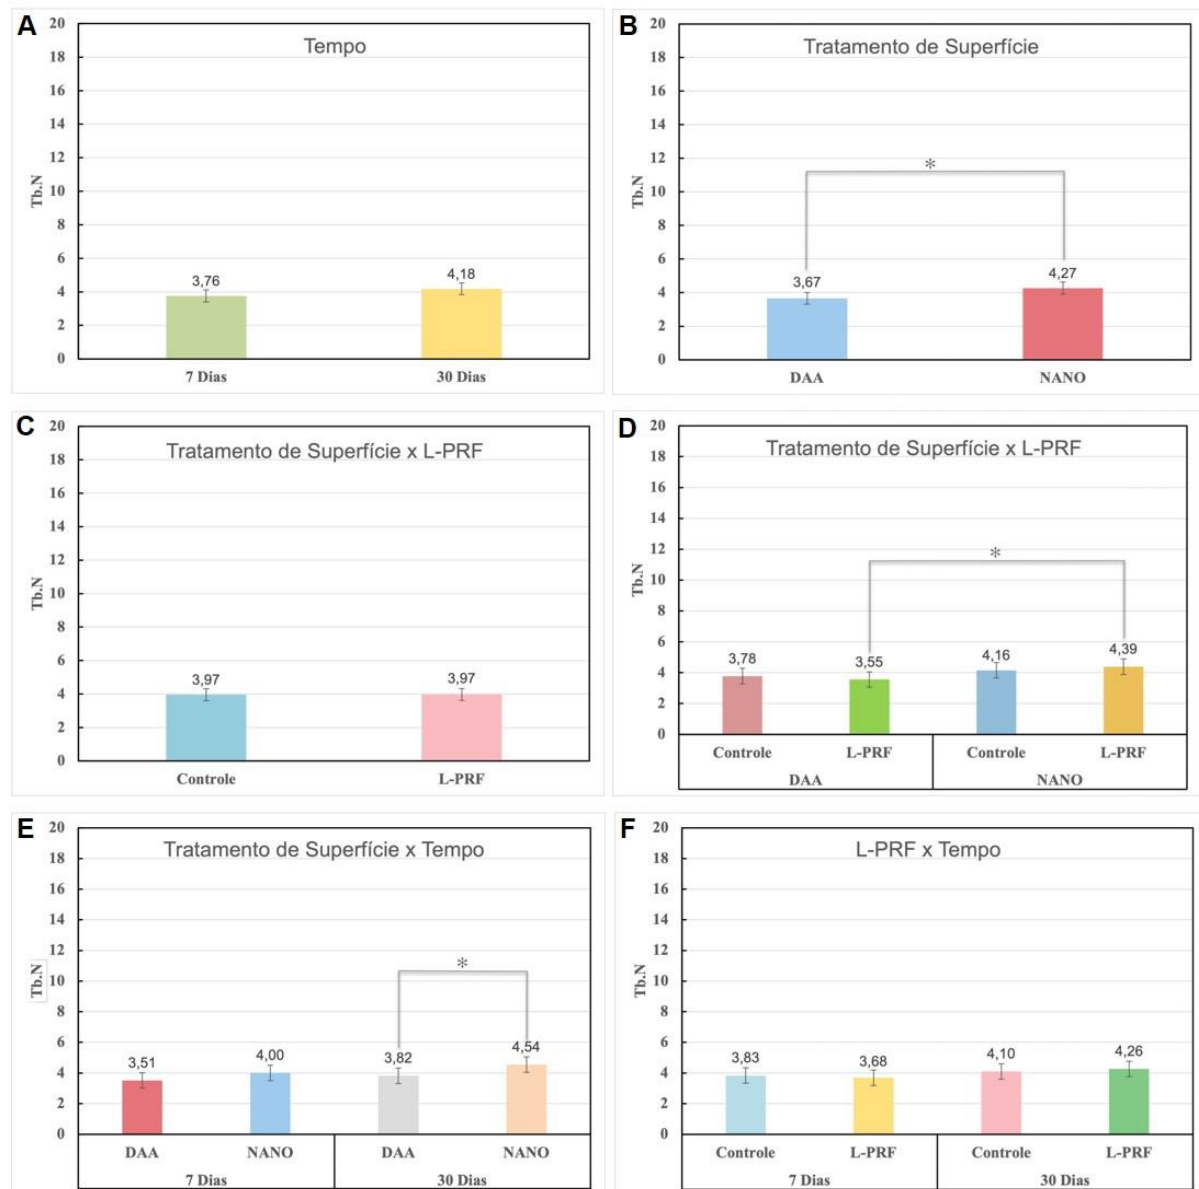 A
Tempo
20
18
16
14
12
10
8
6
4
2
0
Tb.N
3,76
4,18
7 Dias
30 Dias
B
Tratamento de Superfície
20
18
16
14
12
10
8
6
4
2
0
Tb.N
*
3,67
4,27
DAA
NANO
C
Tratamento de Superfície x L-PRF
20
18
16
14
12
10
8
6
4
2
0
Tb.N
3,97
3,97
Controle
L-PRF
D
Tratamento de Superfície x L-PRF
20
18
16
14
12
10
8
6
4
2
0
Tb.N
*
3,78
3,55
4,16
4,39
Controle
L-PRF
Controle
L-PRF
DAA
NANO
E
Tratamento de Superfície x Tempo
20
18
16
14
12
10
8
6
4
2
0
Tb.N
*
3,51
4,00
3,82
4,54
DAA
NANO
DAA
NANO
7 Dias
30 Dias
F
L-PRF x Tempo
20
18
16
14
12
10
8
6
4
2
0
Tb.N
3,83
3,68
4,10
4,26
Controle
L-PRF
Controle
L-PRF
7 Dias
30 Dias